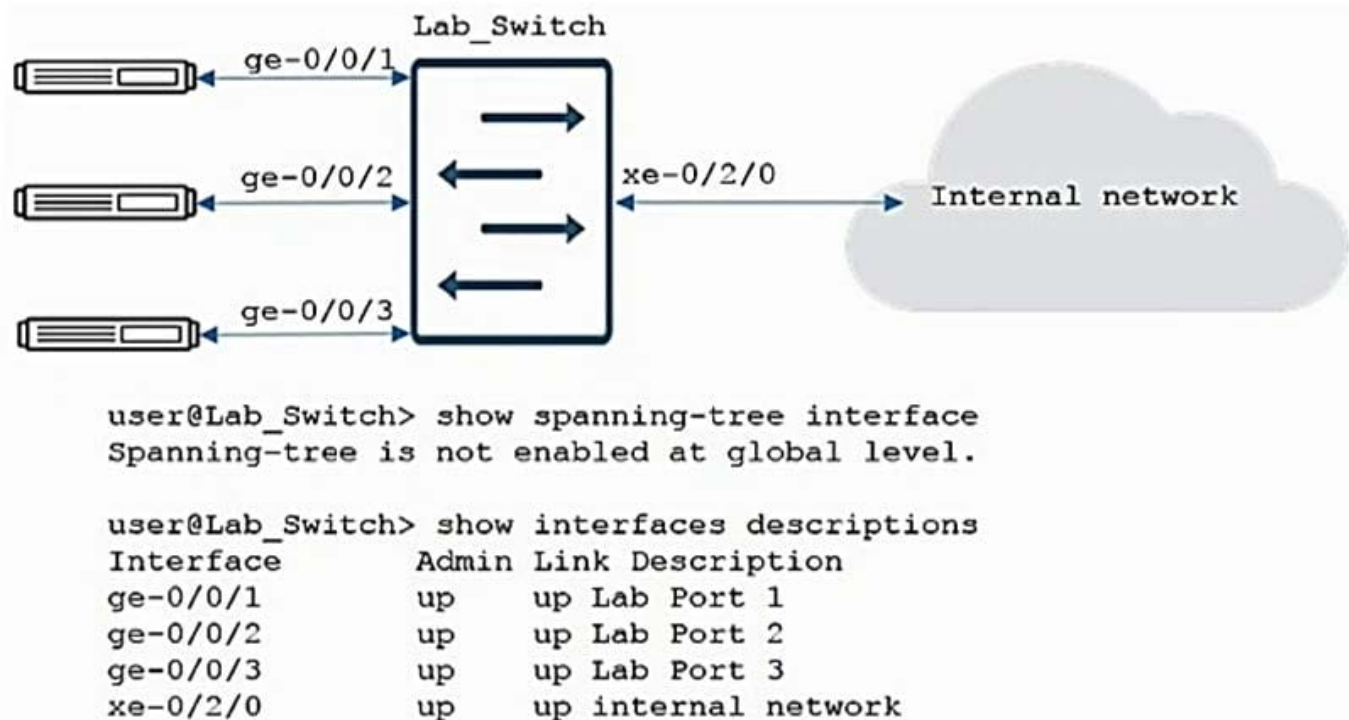 Lab_Switch
ge-0/0/1
ge-0/0/2
xe-0/2/0
Internal network
ge-0/0/3
user@Lab_Switch> show spanning-tree interface
Spanning-tree is not enabled at global level.
user@Lab_Switch> show interfaces descriptions
Interface Admin Link Description
ge-0/0/1 up up Lab Port 1
ge-0/0/2 up up Lab Port 2
ge-0/0/3 up up Lab Port 3
xe-0/2/0 up up internal network